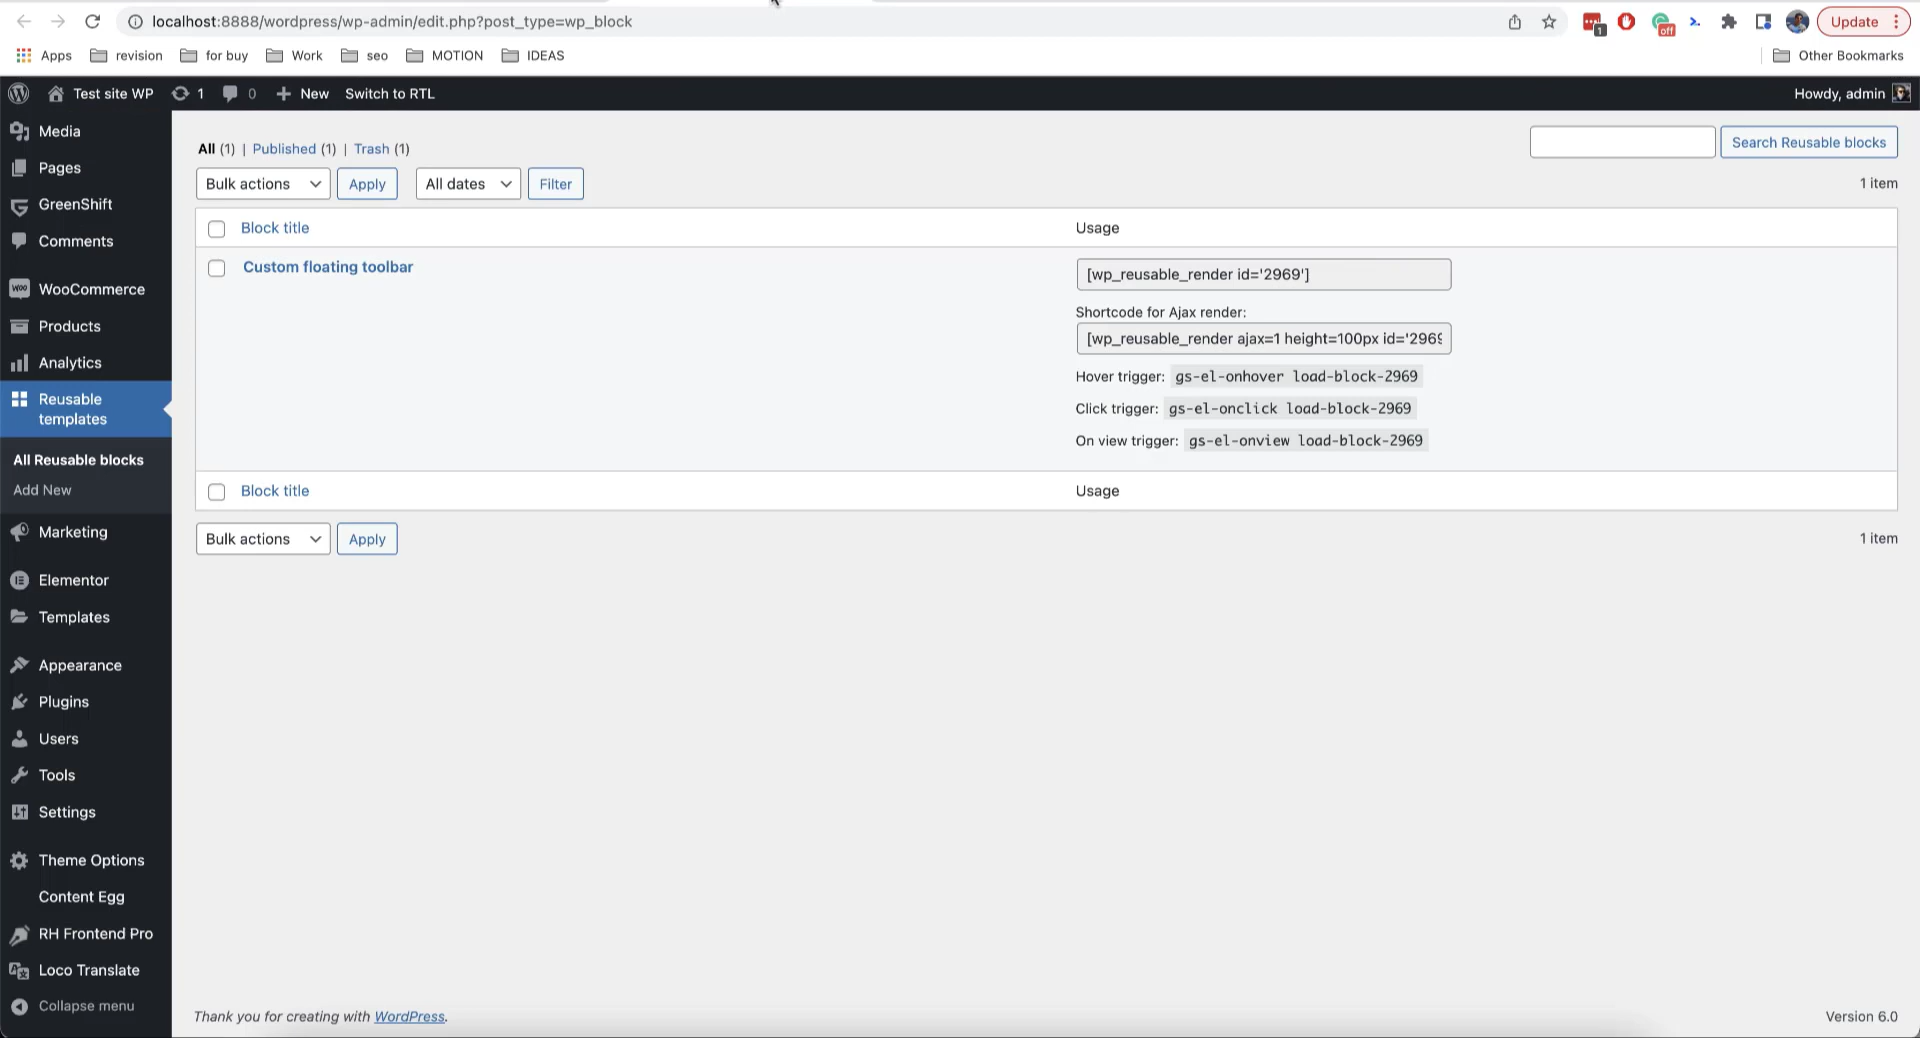 localhost:8888/wordpress/wp-admin/edit.php?post_type=wp_block
1
off
Update
Apps
revision
for buy
Work
seo
MOTION
IDEAS
Other Bookmarks
Test site WP
1
0
New
Switch to RTL
Howdy, admin
Media
Pages
GreenShift
Comments
WooCommerce
Products
Analytics
Reusable
templates
All Reusable blocks
Add New
Marketing
Elementor
Templates
Appearance
Plugins
Users
Tools
Settings
Theme Options
Content Egg
RH Frontend Pro
Loco Translate
Collapse menu
All (1) | Published (1) | Trash (1)
Search Reusable blocks
Bulk actions
Apply
All dates
Filter
1 item
Block title
Usage
Custom floating toolbar
[wp_reusable_render id='2969']
Shortcode for Ajax render:
[wp_reusable_render ajax=1 height=100px id='2969
Hover trigger: gs-el-onhover load-block-2969
Click trigger: gs-el-onclick load-block-2969
On view trigger: gs-el-onview load-block-2969
Block title
Usage
Bulk actions
Apply
1 item
Thank you for creating with WordPress.
Version 6.0